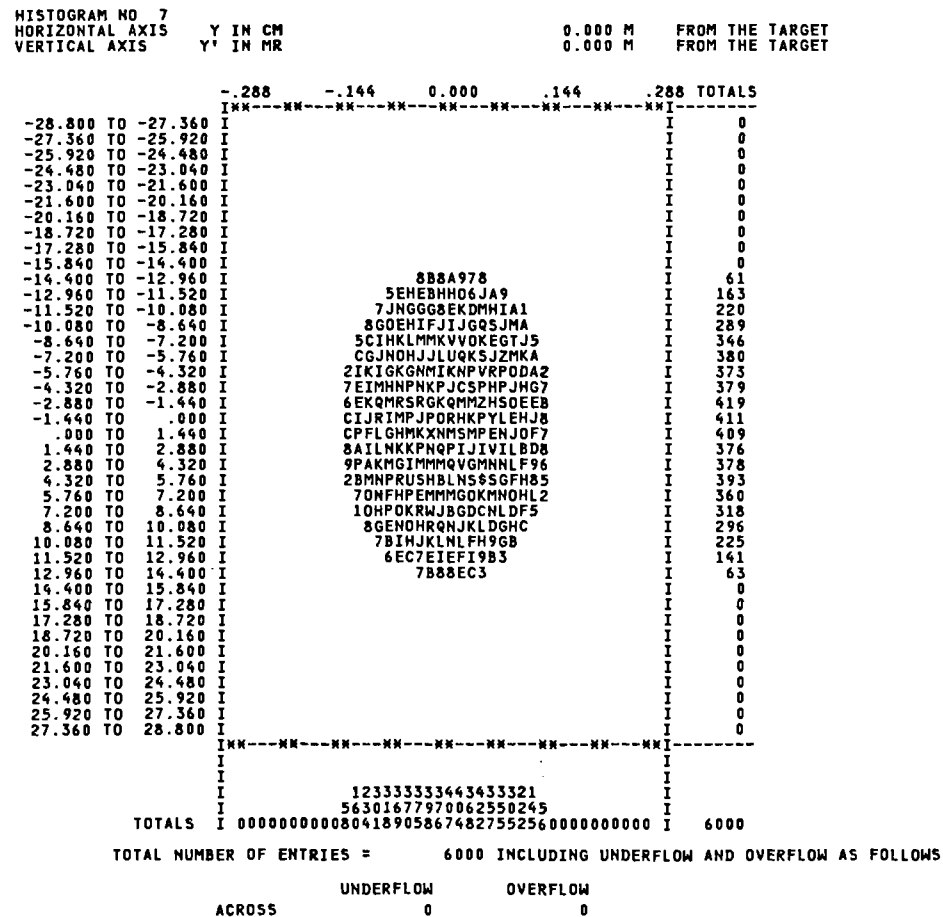 HISTOGRAM NO 7
HORIZONTAL AXIS Y IN CM 0.000 M FROM THE TARGET
VERTICAL AXIS Y' IN MR 0.000 M FROM THE TARGET
-.288 -.144 0.000 .144 .288 TOTALS
I**---**---**---**---**---**---**---**---**I--------
-28.800 TO -27.360 I I 0
-27.360 TO -25.920 I I 0
-25.920 TO -24.480 I I 0
-24.480 TO -23.040 I I 0
-23.040 TO -21.600 I I 0
-21.600 TO -20.160 I I 0
-20.160 TO -18.720 I I 0
-18.720 TO -17.280 I I 0
-17.280 TO -15.840 I I 0
-15.840 TO -14.400 I I 0
-14.400 TO -12.960 I 8B8A978 I 61
-12.960 TO -11.520 I 5EHEBHHO6JA9 I 163
-11.520 TO -10.080 I 7JNGGG8EKDMHIA1 I 220
-10.080 TO -8.640 I 8GOEHIFJIJGQSJMA I 289
-8.640 TO -7.200 I 5CIHKLMMKVVOKEGTJ5 I 346
-7.200 TO -5.760 I CGJNOHJJLUQKSJZMKA I 380
-5.760 TO -4.320 I 2IKIGKGNMIKNPVRPODA2 I 373
-4.320 TO -2.880 I 7EIMHNPNKPJCSPHPJHG7 I 379
-2.880 TO -1.440 I 6EKQMRSRGKQMMZHSOEEB I 419
-1.440 TO .000 I CIJRIMPJPORHKPYLEHJ8 I 411
.000 TO 1.440 I CPFLGHMKXNMSMPENJOF7 I 409
1.440 TO 2.880 I 8AILNKKPNQPIJIVILBD8 I 376
2.880 TO 4.320 I 9PAKMGIMMMQVGMNNLF96 I 378
4.320 TO 5.760 I 2BMNPRUSHBLNS$SGFH85 I 393
5.760 TO 7.200 I 7ONFHPEMMMGOKMNOHL2 I 360
7.200 TO 8.640 I 1OHPOKRWJBGDCNLDF5 I 318
8.640 TO 10.080 I 8GENOHRQNJKLDGHC I 296
10.080 TO 11.520 I 7BIHJKLNLFH9GB I 225
11.520 TO 12.960 I 6EC7EIEFI9B3 I 141
12.960 TO 14.400 I 7B88EC3 I 63
14.400 TO 15.840 I I 0
15.840 TO 17.280 I I 0
17.280 TO 18.720 I I 0
18.720 TO 20.160 I I 0
20.160 TO 21.600 I I 0
21.600 TO 23.040 I I 0
23.040 TO 24.480 I I 0
24.480 TO 25.920 I I 0
25.920 TO 27.360 I I 0
27.360 TO 28.800 I I 0
I**---**---**---**---**---**---**---**---**I--------
I I
I I
I I
I 12333333344343332​1 I
I 56301677970062550245 I
TOTALS I 0000000000804189058674827552560000000000 I 6000
TOTAL NUMBER OF ENTRIES = 6000 INCLUDING UNDERFLOW AND OVERFLOW AS FOLLOWS
UNDERFLOW OVERFLOW
ACROSS 0 0